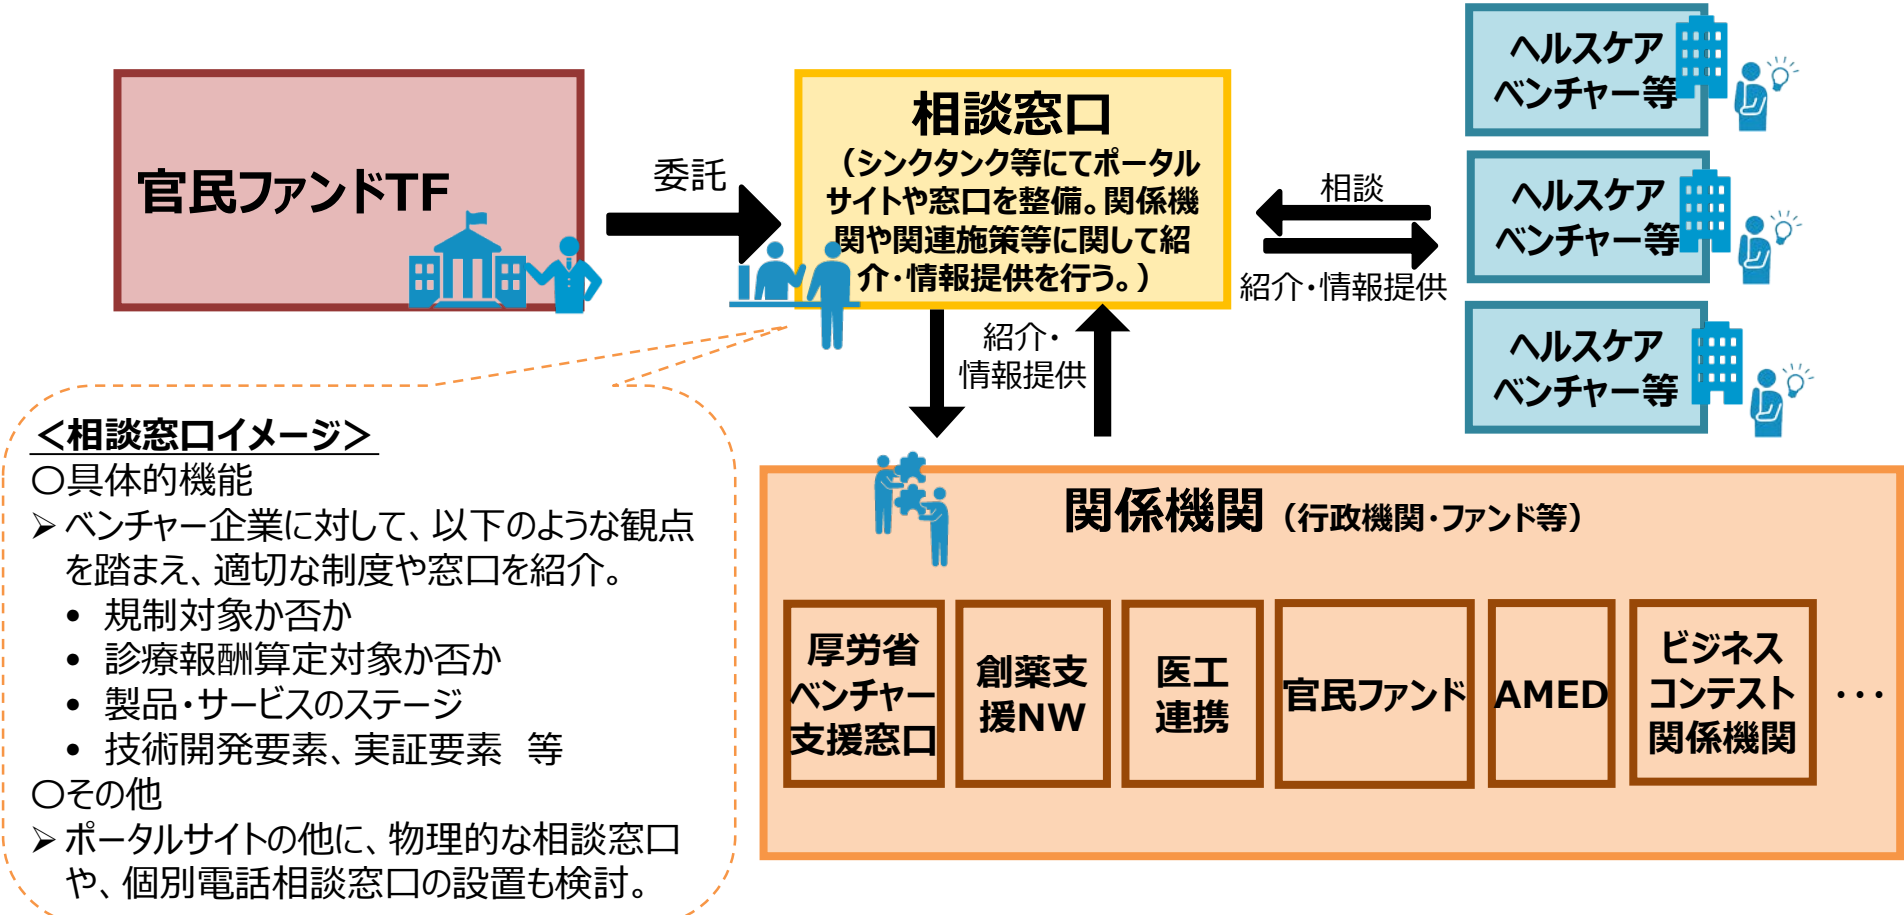 官民ファンドTF
委託
相談窓口
（シンクタンク等にてポータル
サイトや窓口を整備。関係機
関や関連施策等に関して紹
介・情報提供を行う。）
相談
紹介・情報提供
ヘルスケア
ベンチャー等
ヘルスケア
ベンチャー等
ヘルスケア
ベンチャー等
紹介・
情報提供
＜相談窓口イメージ＞
〇具体的機能
➢ベンチャー企業に対して、以下のような観点
を踏まえ、適切な制度や窓口を紹介。
• 規制対象か否か
• 診療報酬算定対象か否か
• 製品・サービスのステージ
• 技術開発要素、実証要素　等
〇その他
➢ポータルサイトの他に、物理的な相談窓口
や、個別電話相談窓口の設置も検討。
関係機関（行政機関・ファンド等）
厚労省
ベンチャー
支援窓口
創薬支
援NW
医工
連携
官民ファンド
AMED
ビジネス
コンテスト
関係機関
・・・